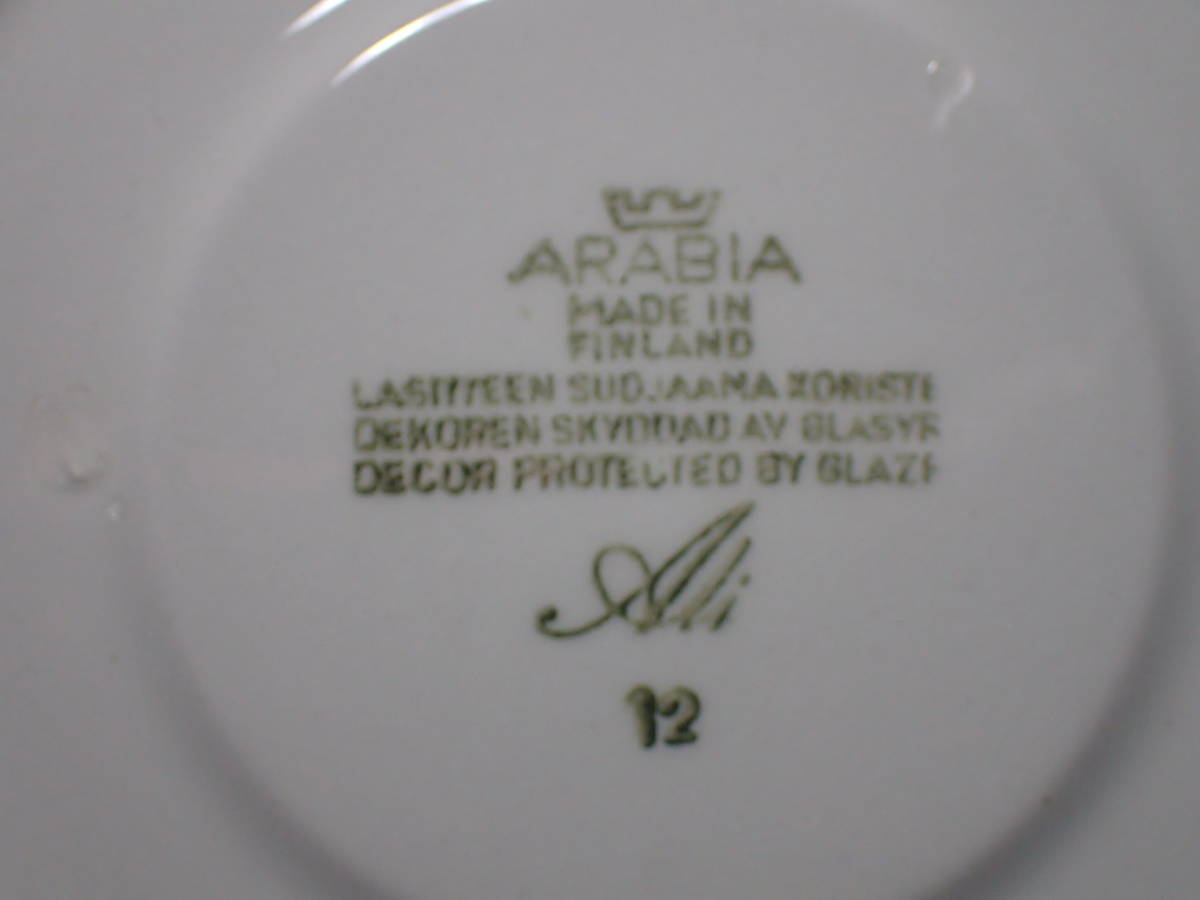 ARABIA
MADE IN
FINLAND
LASITTEEN SUOJAAMA KORISTE
DEKOREN SKYDDAD AV GLASYR
DECOR PROTECTED BY GLAZE
Ali
12